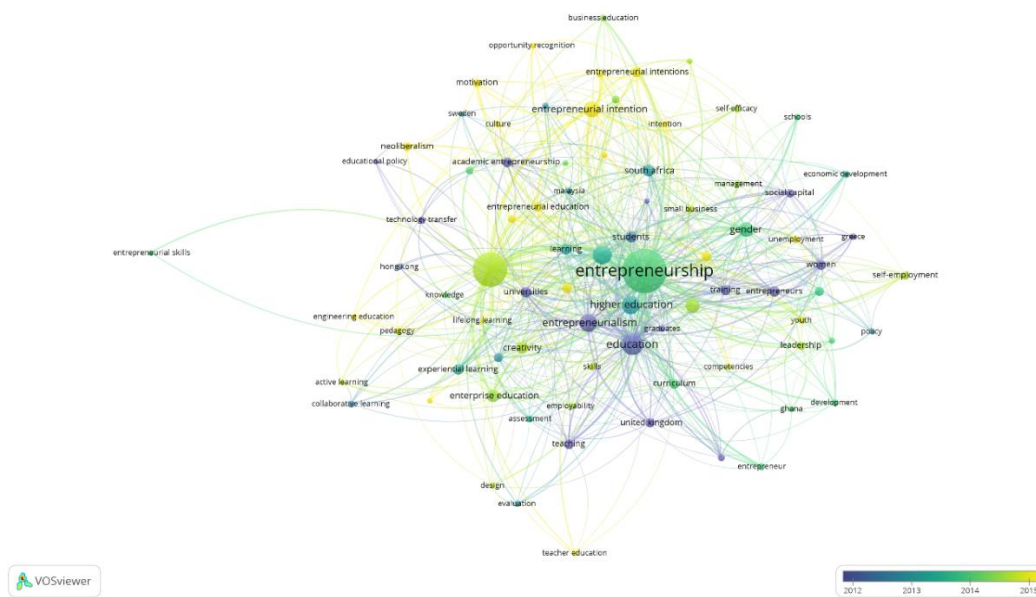 business education
opportunity recognition
entrepreneurial intentions
motivation
entrepreneurial intention
self-efficacy
sweden
culture
intention
schools
neoliberalism
educational policy
academic entrepreneurship
south africa
economic development
malaysia
management
social capital
entrepreneurial education
small business
technology transfer
gender
students
unemployment
greece
entrepreneurial skills
learning
hong kong
entrepreneurship
women
self-employment
knowledge
universities
training
entrepreneurs
higher education
engineering education
lifelong learning
entrepreneurialism
graduates
youth
pedagogy
policy
creativity
education
leadership
experiential learning
skills
competencies
active learning
curriculum
collaborative learning
enterprise education
employability
ghana
development
assessment
united kingdom
teaching
entrepreneur
design
evaluation
teacher education
VOSviewer
2012 2013 2014 2015